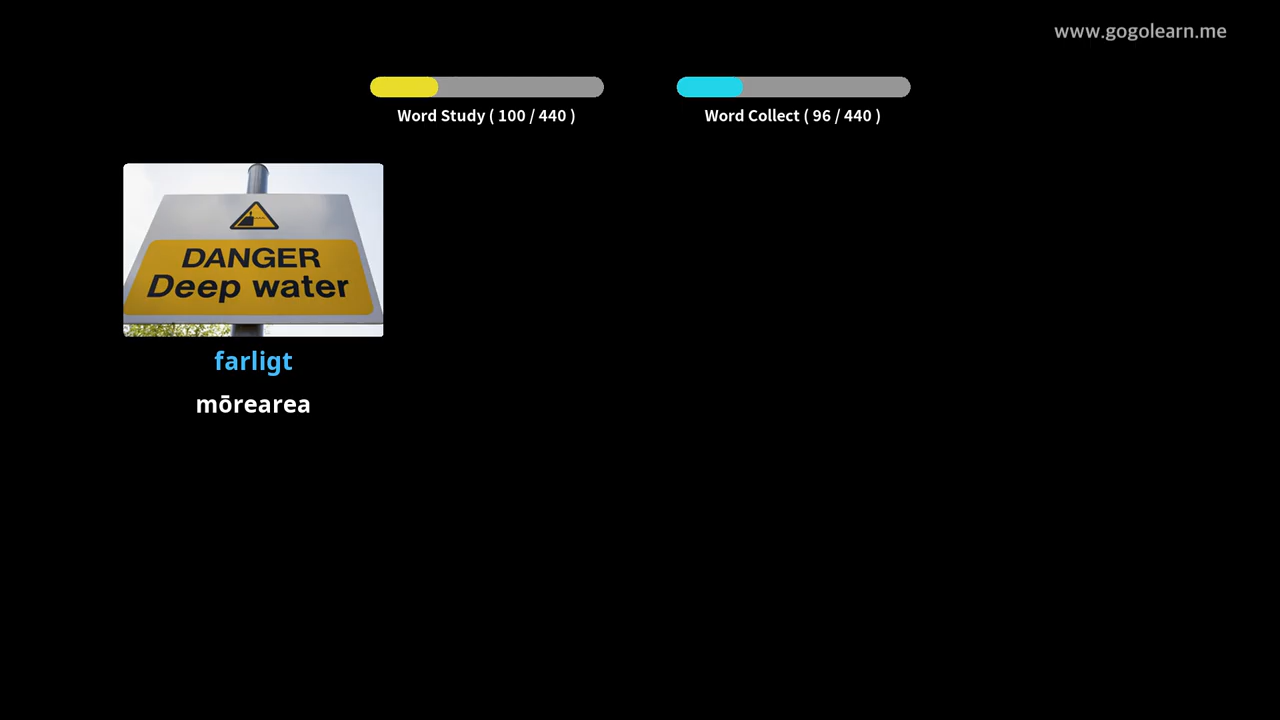 www.gogolearn.me
Word Study ( 100 / 440 )
Word Collect ( 96 / 440 )
DANGER
Deep water
farligt
mōrearea